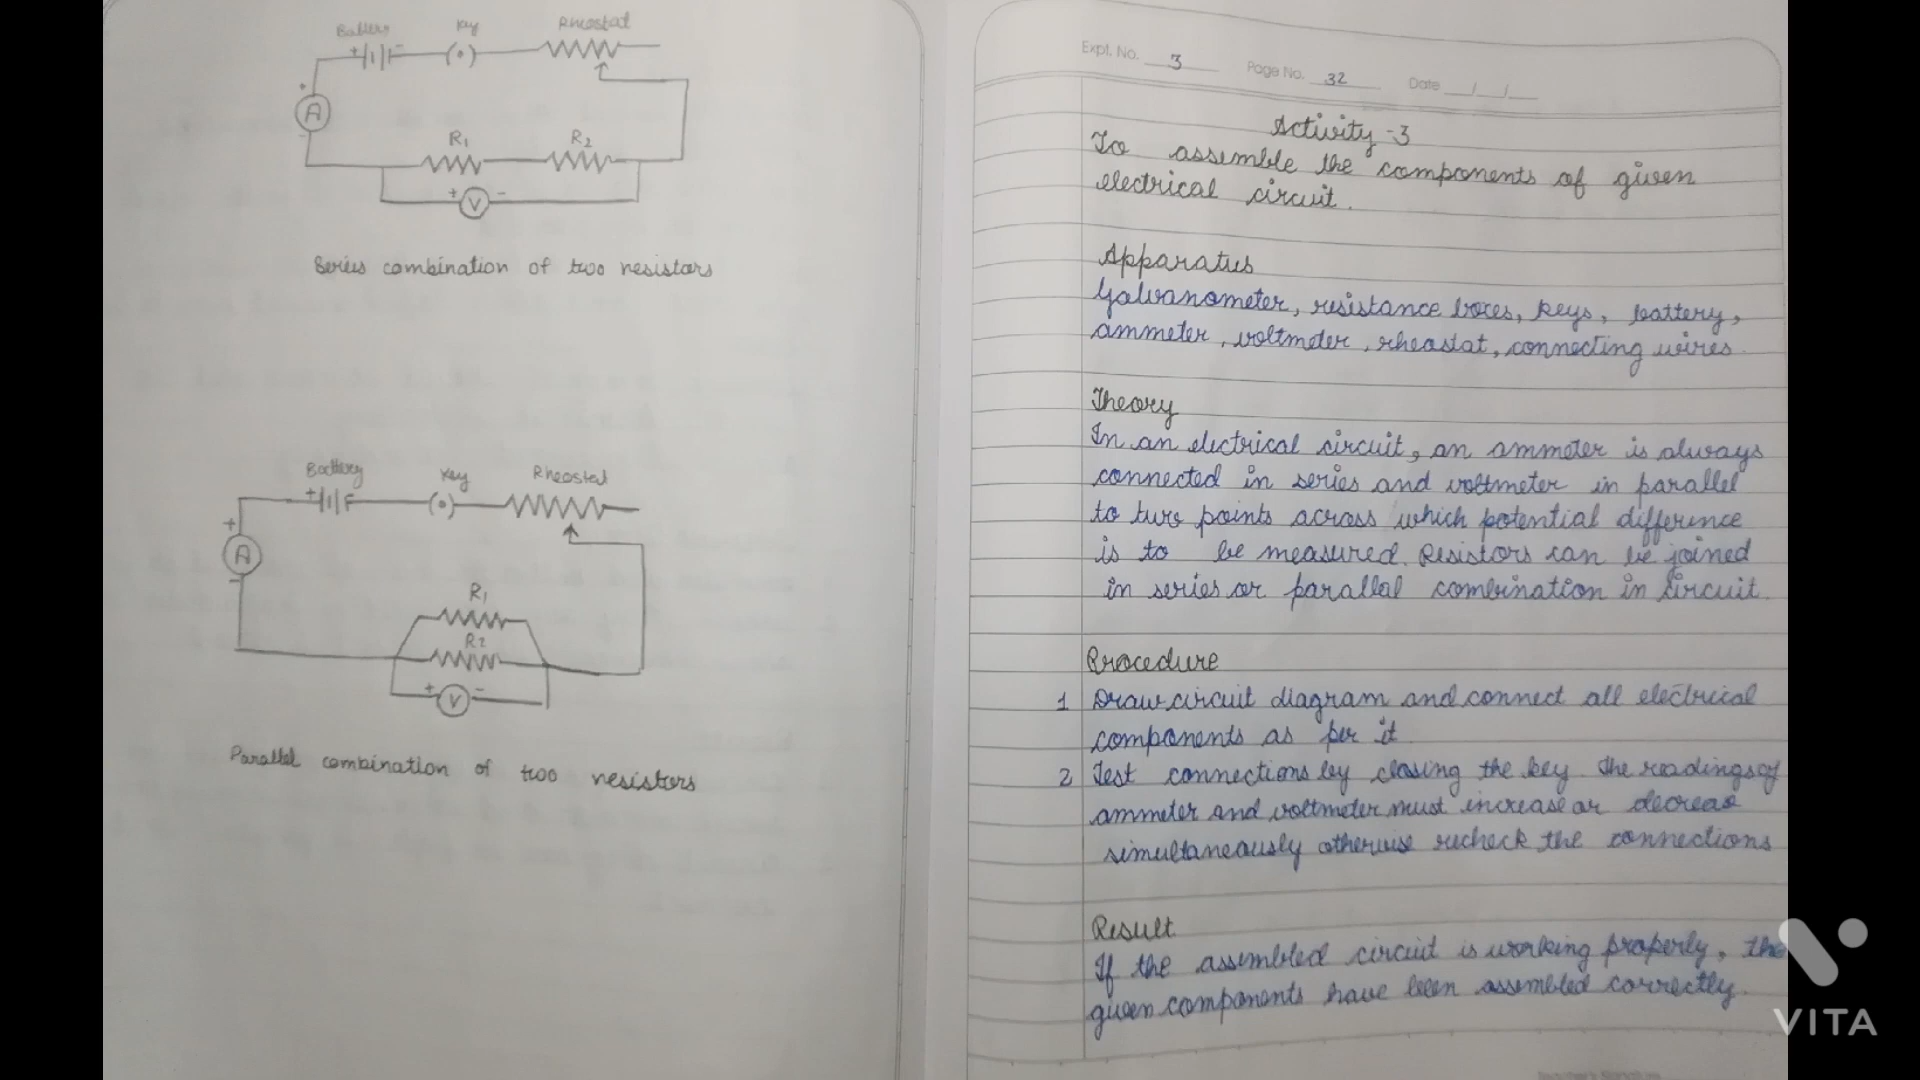 Battery Key Rheostat
+ -
+
A
-
R1 R2
+ V -
Series combination of two resistors
Battery Key Rheostat
+
+
A
-
R1
R2
+ V -
Parallel combination of two resistors
Expt. No. 3 Page No. 32 Date __/__/__
Activity -3
To assemble the components of given
electrical circuit.
Apparatus
Galvanometer, resistance boxes, keys, battery,
ammeter, voltmeter, rheostat, connecting wires.
Theory
In an electrical circuit, an ammeter is always
connected in series and voltmeter in parallel
to two points across which potential difference
is to be measured. Resistors can be joined
in series or parallel combination in circuit.
Procedure
1 Draw circuit diagram and connect all electrical
components as per it
2 Test connections by closing the key. The readings of
ammeter and voltmeter must increase or decrease
simultaneously otherwise recheck the connections
Result
If the assembled circuit is working properly, the
given components have been assembled correctly.
VITA